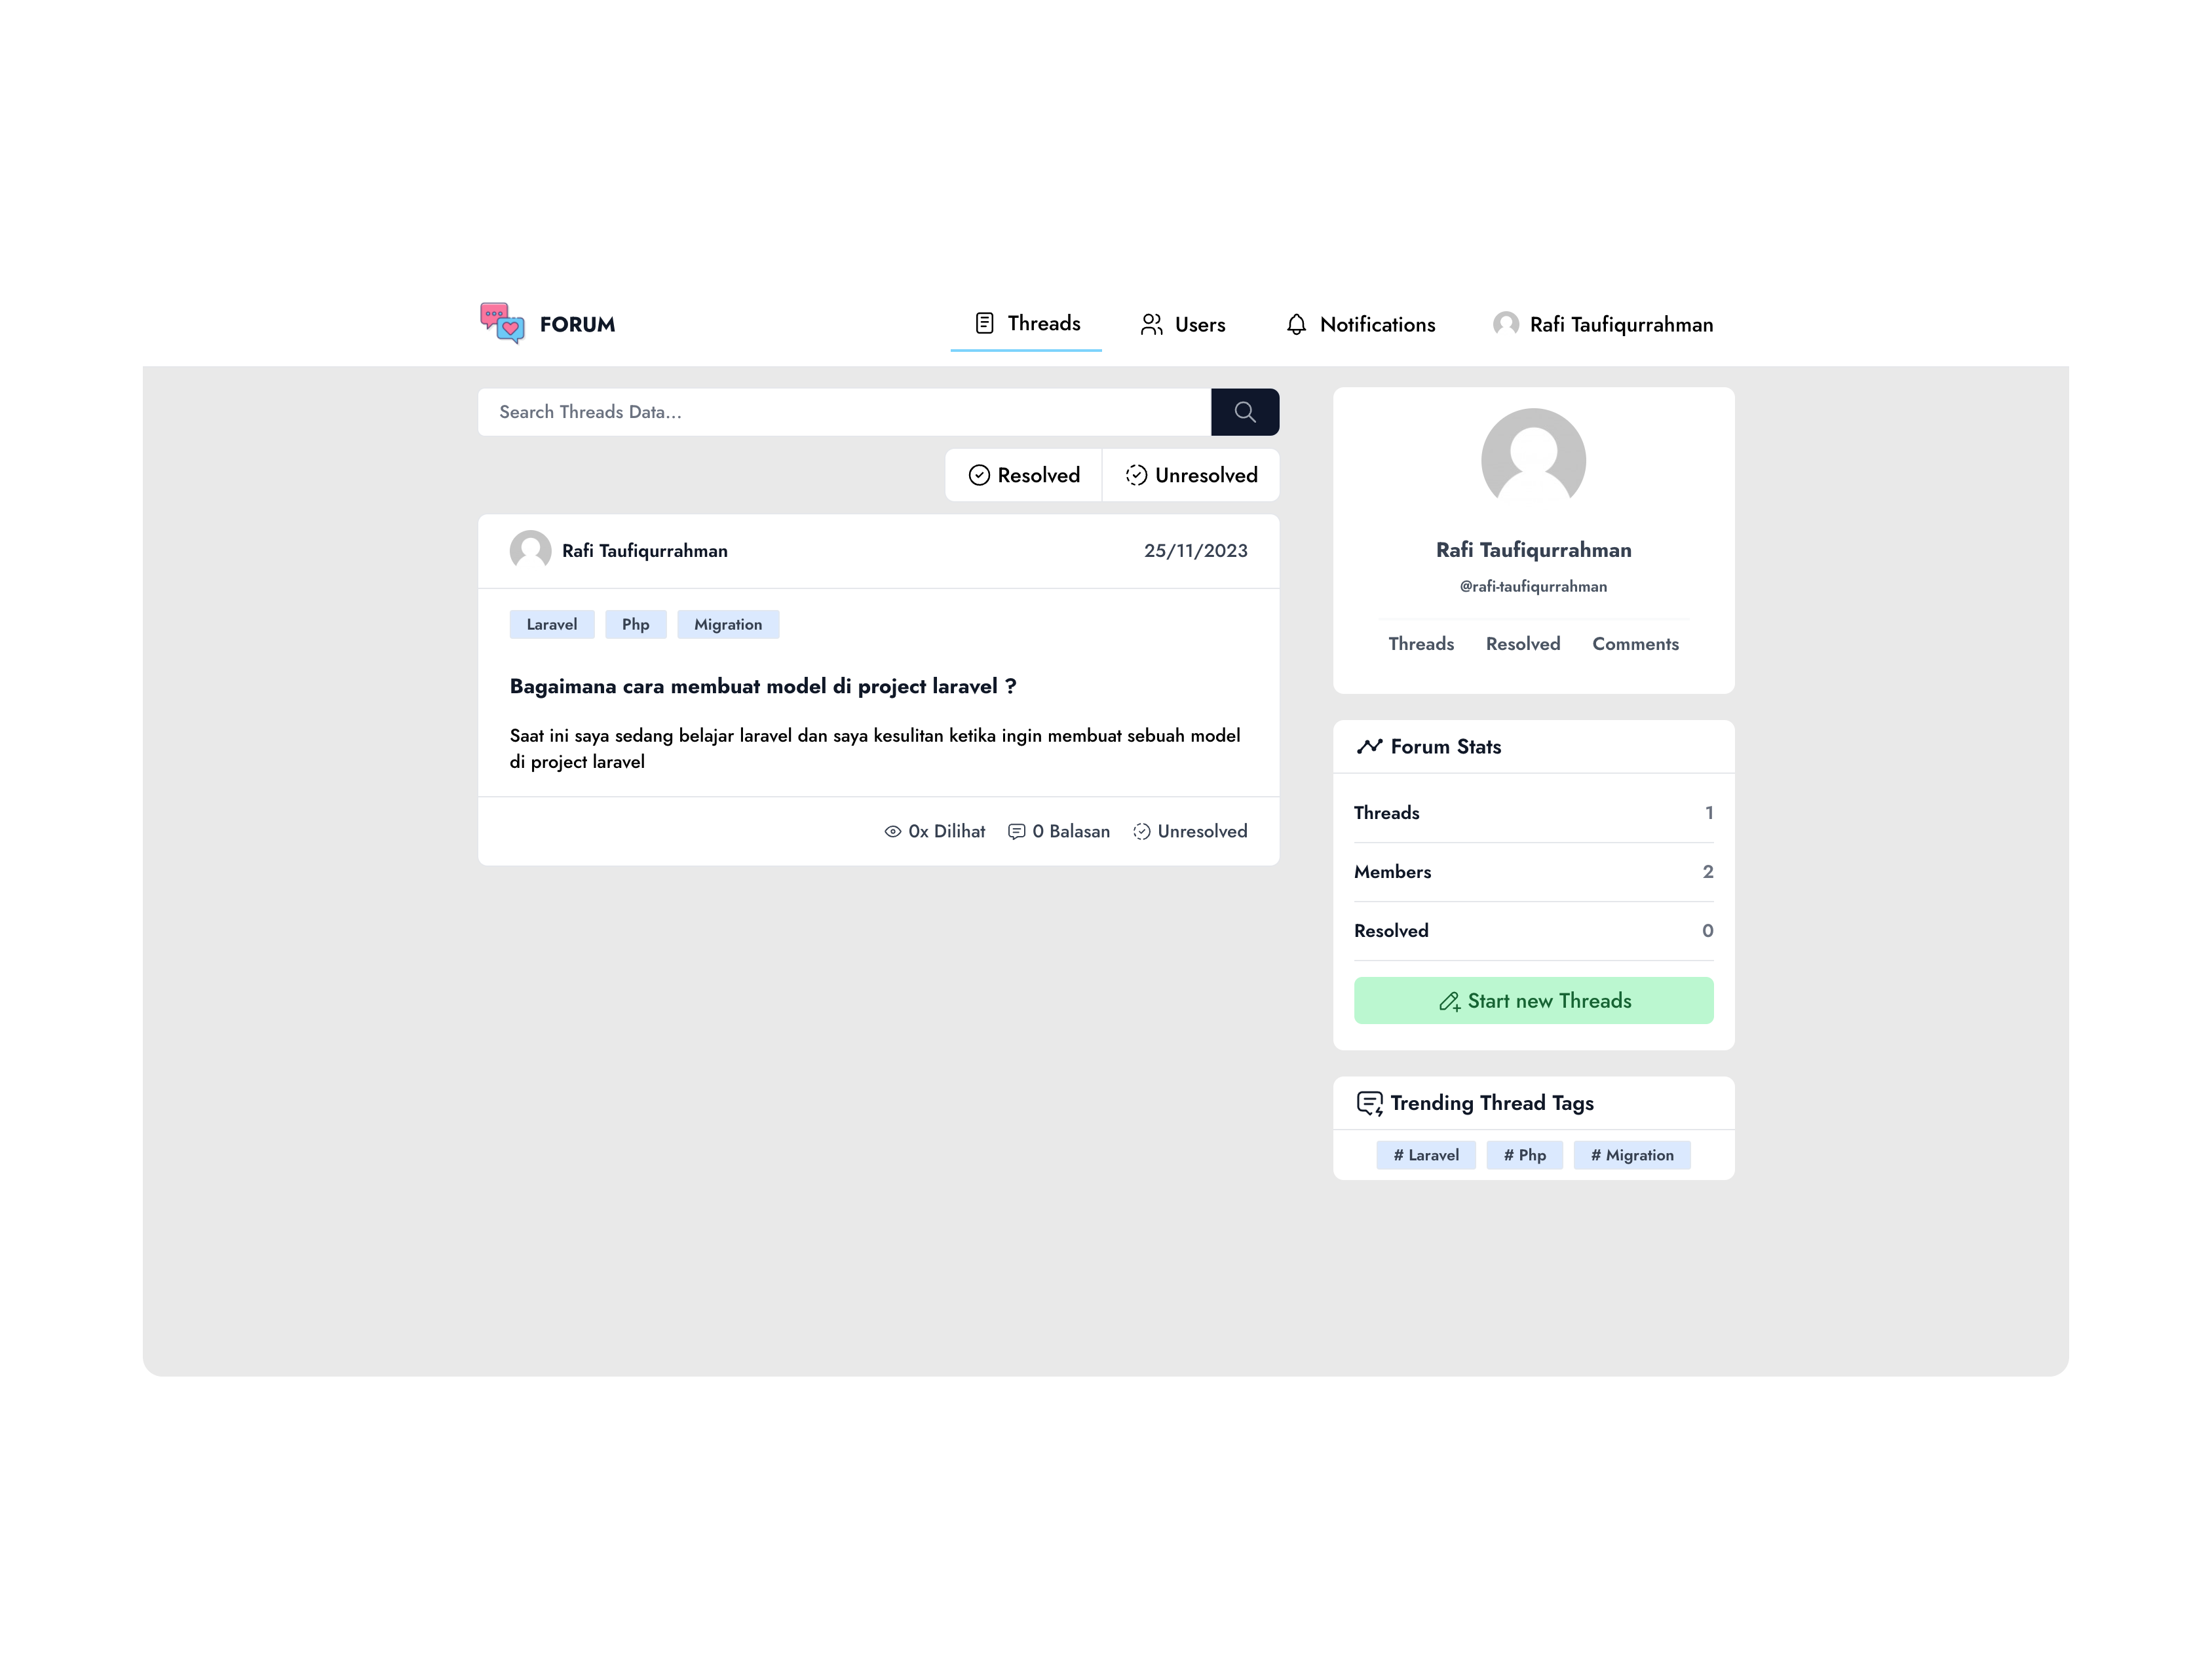 FORUM
Threads
Users
Notifications
Rafi Taufiqurrahman
Search Threads Data...
Resolved
Unresolved
Rafi Taufiqurrahman
25/11/2023
Laravel
Php
Migration
Bagaimana cara membuat model di project laravel ?
Saat ini saya sedang belajar laravel dan saya kesulitan ketika ingin membuat sebuah model
di project laravel
0x Dilihat
0 Balasan
Unresolved
Rafi Taufiqurrahman
@rafi-taufiqurrahman
Threads
Resolved
Comments
Forum Stats
Threads 1
Members 2
Resolved 0
Start new Threads
Trending Thread Tags
# Laravel
# Php
# Migration